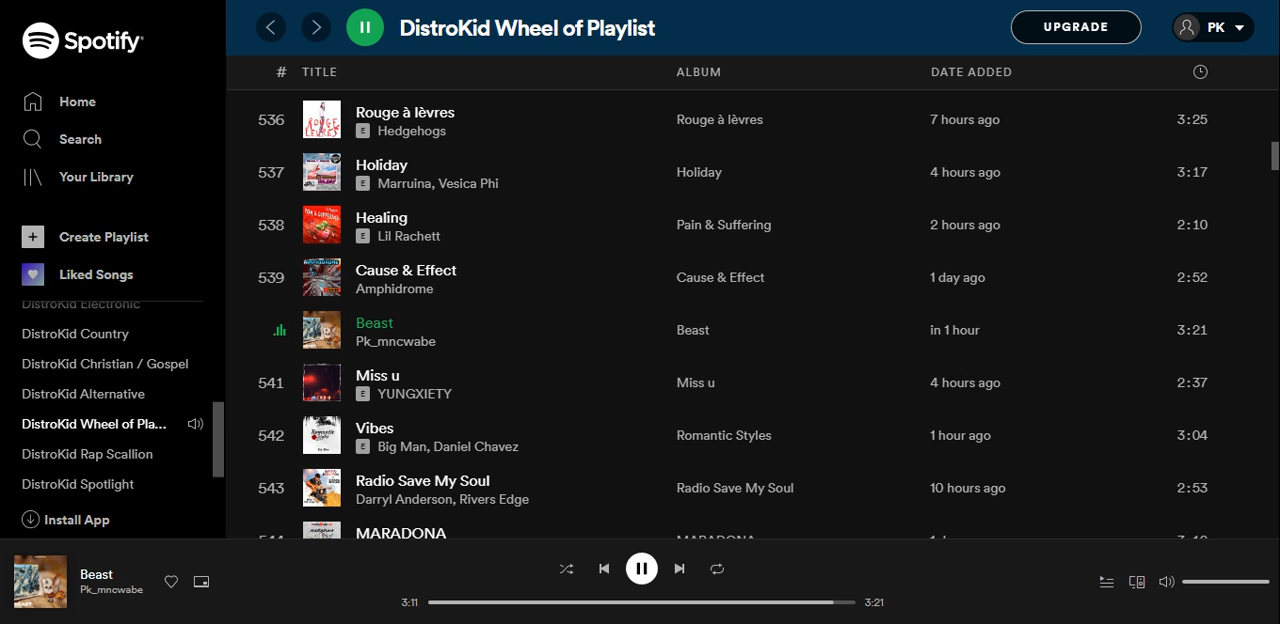 Spotify
Home
Search
Your Library
Create Playlist
Liked Songs
DistroKid Electronic
DistroKid Country
DistroKid Christian / Gospel
DistroKid Alternative
DistroKid Wheel of Pla...
DistroKid Rap Scallion
DistroKid Spotlight
Install App
DistroKid Wheel of Playlist
UPGRADE
PK
# TITLE ALBUM DATE ADDED
536 Rouge à lèvres Rouge à lèvres 7 hours ago 3:25
E Hedgehogs
537 Holiday Holiday 4 hours ago 3:17
E Marruina, Vesica Phi
538 Healing Pain & Suffering 2 hours ago 2:10
E Lil Rachett
539 Cause & Effect Cause & Effect 1 day ago 2:52
Amphidrome
Beast Beast in 1 hour 3:21
Pk_mncwabe
541 Miss u Miss u 4 hours ago 2:37
E YUNGXIETY
542 Vibes Romantic Styles 1 hour ago 3:04
E Big Man, Daniel Chavez
543 Radio Save My Soul Radio Save My Soul 10 hours ago 2:53
Darryl Anderson, Rivers Edge
544 MARADONA MARADONA
Beast
Pk_mncwabe
3:11 3:21